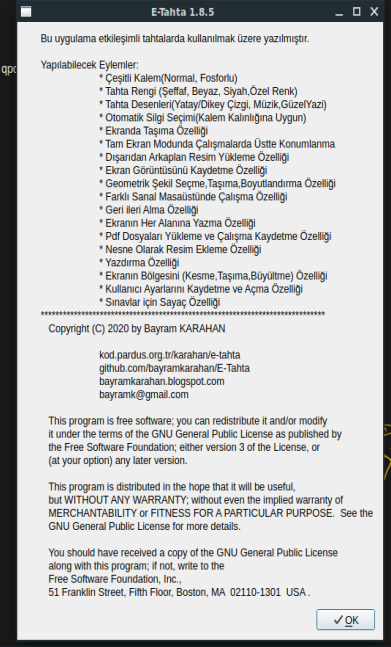 E-Tahta 1.8.5
Bu uygulama etkileşimli tahtalarda kullanılmak üzere yazılmıştır.
Yapılabilecek Eylemler:
* Çeşitli Kalem(Normal, Fosforlu)
* Tahta Rengi (Şeffaf, Beyaz, Siyah,Özel Renk)
* Tahta Desenleri(Yatay/Dikey Çizgi, Müzik,GüzelYazi)
* Otomatik Silgi Seçimi(Kalem Kalınlığına Uygun)
* Ekranda Taşıma Özelliği
* Tam Ekran Modunda Çalışmalarda Üstte Konumlanma
* Dışarıdan Arkaplan Resim Yükleme Özelliği
* Ekran Görüntüsünü Kaydetme Özelliği
* Geometrik Şekil Seçme,Taşıma,Boyutlandırma Özelliği
* Farklı Sanal Masaüstünde Çalışma Özelliği
* Geri ileri Alma Özelliği
* Ekranın Her Alanına Yazma Özelliği
* Pdf Dosyaları Yükleme ve Çalışma Kaydetme Özelliği
* Nesne Olarak Resim Ekleme Özelliği
* Yazdırma Özelliği
* Ekranın Bölgesini (Kesme,Taşıma,Büyültme) Özelliği
* Kullanıcı Ayarlarını Kaydetme ve Açma Özelliği
* Sınavlar için Sayaç Özelliği
******************************************************************************
Copyright (C) 2020 by Bayram KARAHAN
kod.pardus.org.tr/karahan/e-tahta
github.com/bayramkarahan/E-Tahta
bayramkarahan.blogspot.com
bayramk@gmail.com
This program is free software; you can redistribute it and/or modify
it under the terms of the GNU General Public License as published by
the Free Software Foundation; either version 3 of the License, or
(at your option) any later version.
This program is distributed in the hope that it will be useful,
but WITHOUT ANY WARRANTY; without even the implied warranty of
MERCHANTABILITY or FITNESS FOR A PARTICULAR PURPOSE. See the
GNU General Public License for more details.
You should have received a copy of the GNU General Public License
along with this program; if not, write to the
Free Software Foundation, Inc.,
51 Franklin Street, Fifth Floor, Boston, MA 02110-1301 USA .
OK